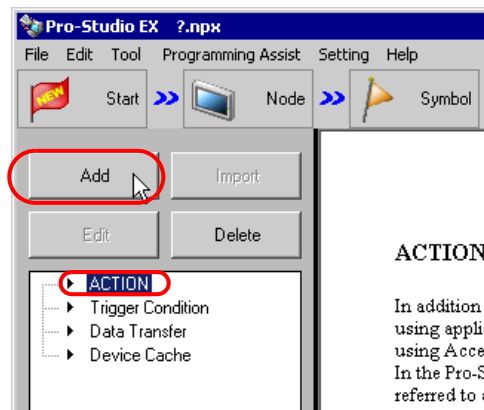 Pro-Studio EX ?.npx
File Edit Tool Programming Assist Setting Help
NEW Start Node Symbol
Add Import
Edit Delete
ACTION
Trigger Condition
Data Transfer
Device Cache
ACTION
In addition
using appli
using Acce
In the Pro-S
referred to